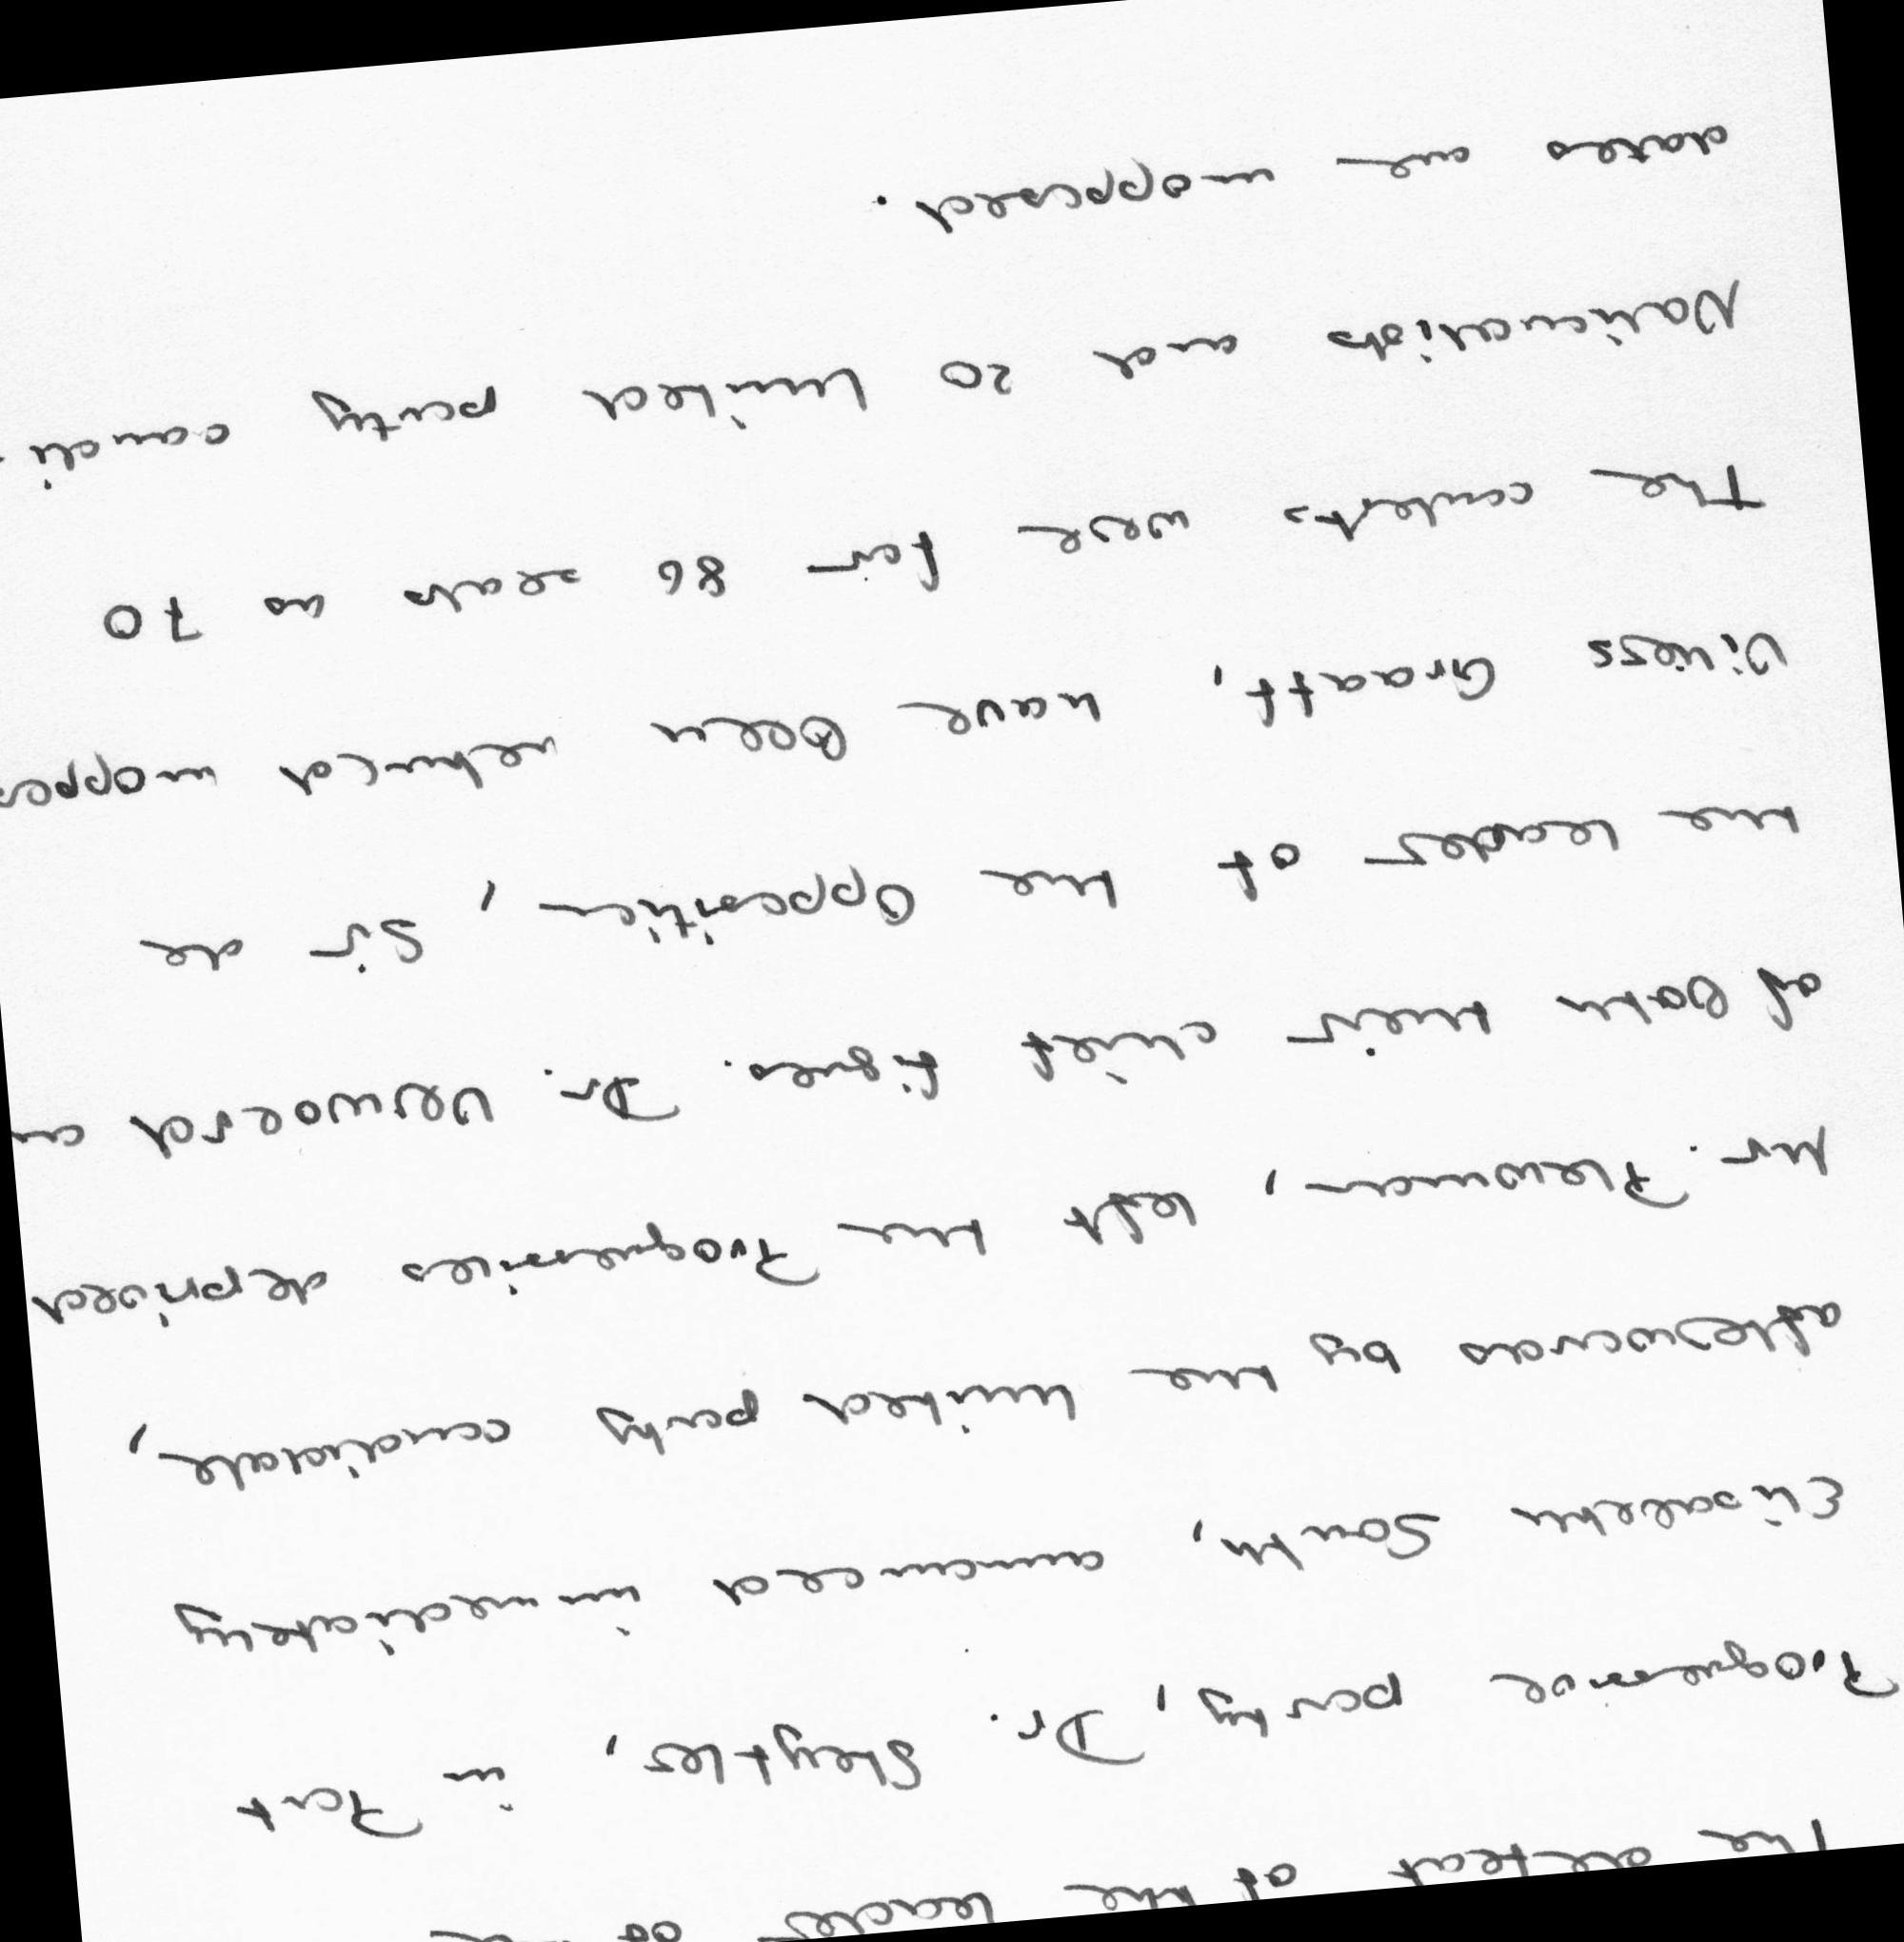 The defeat of the leader of the
Progressive party, Dr. Steytler, in Port
Elizabeth South, announced immediately
afterwards by the United party candidate,
Mr. Plewman, left the Progressives deprived
of both their chief figures. Dr. Verwoerd an
the leader of the Opposition, Sir de
Villiess Graaff, have been returned unoppos
The contests were for 86 seats as 70
Nationalists and 20 United party candi-
dates are unopposed.